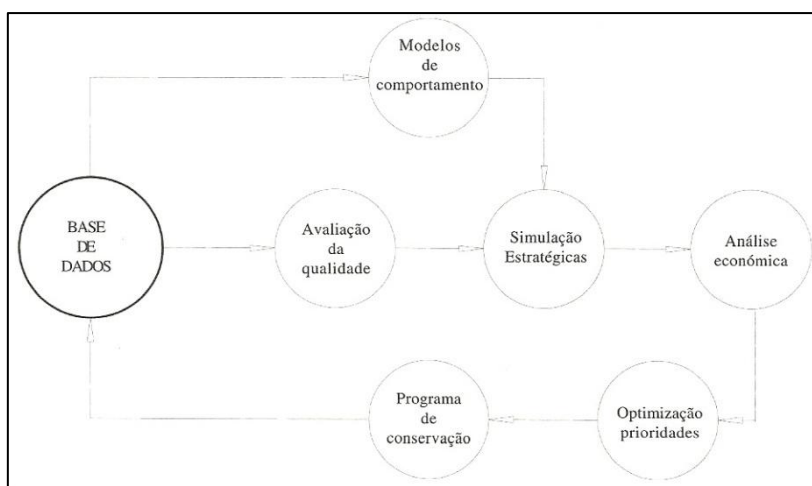 Modelos
de
comportamento
BASE
DE
DADOS
Avaliação
da
qualidade
Simulação
Estratégicas
Análise
económica
Programa
de
conservação
Optimização
prioridades